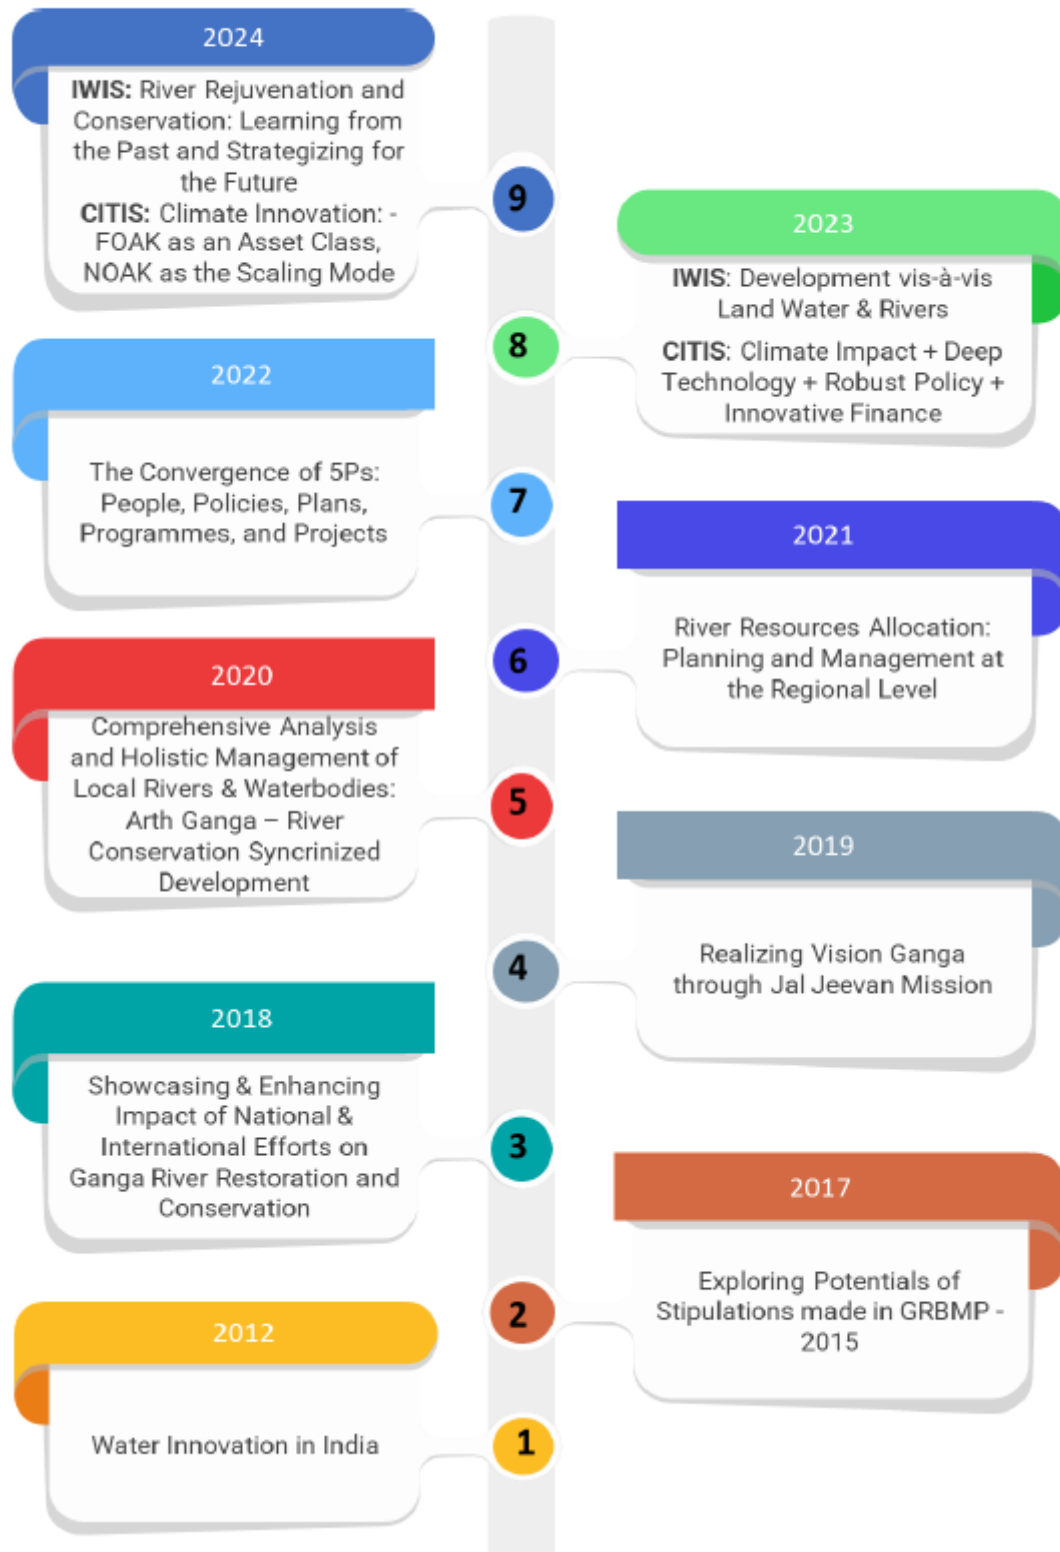 2024
IWIS: River Rejuvenation and
Conservation: Learning from
the Past and Strategizing for
the Future
CITIS: Climate Innovation: -
FOAK as an Asset Class,
NOAK as the Scaling Mode
9
2023
IWIS: Development vis-à-vis
Land Water & Rivers
CITIS: Climate Impact + Deep
Technology + Robust Policy +
Innovative Finance
8
2022
The Convergence of 5Ps:
People, Policies, Plans,
Programmes, and Projects
7
2021
River Resources Allocation:
Planning and Management at
the Regional Level
6
2020
Comprehensive Analysis
and Holistic Management of
Local Rivers & Waterbodies:
Arth Ganga – River
Conservation Syncrinized
Development
5
2019
Realizing Vision Ganga
through Jal Jeevan Mission
4
2018
Showcasing & Enhancing
Impact of National &
International Efforts on
Ganga River Restoration and
Conservation
3
2017
Exploring Potentials of
Stipulations made in GRBMP -
2015
2
2012
Water Innovation in India
1